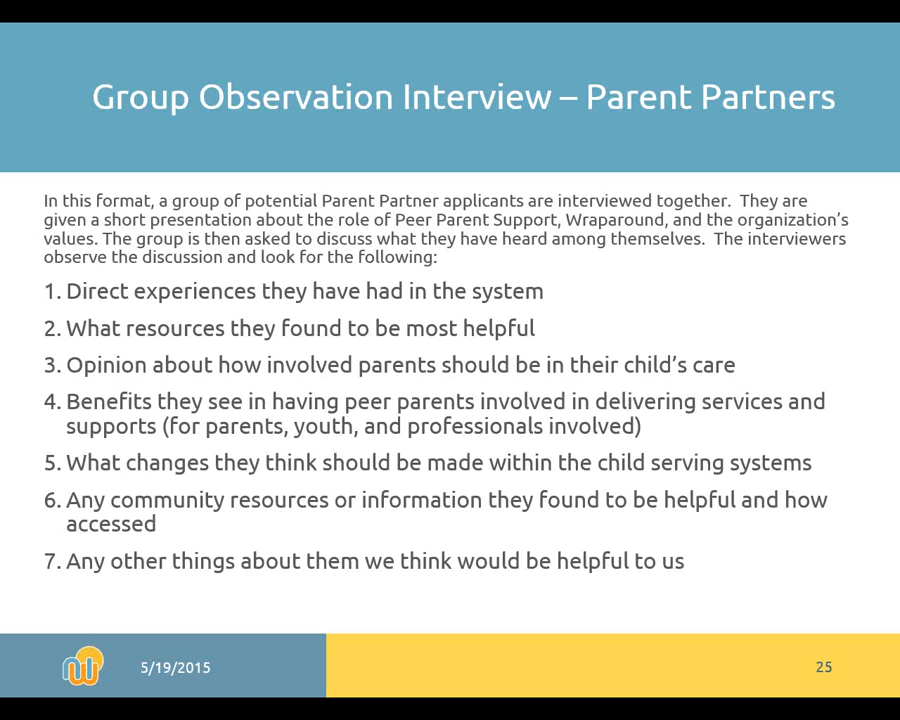 Group Observation Interview – Parent Partners
In this format, a group of potential Parent Partner applicants are interviewed together.  They are
given a short presentation about the role of Peer Parent Support, Wraparound, and the organization’s
values. The group is then asked to discuss what they have heard among themselves.  The interviewers
observe the discussion and look for the following:
1. Direct experiences they have had in the system
2. What resources they found to be most helpful
3. Opinion about how involved parents should be in their child’s care
4. Benefits they see in having peer parents involved in delivering services and
supports (for parents, youth, and professionals involved)
5. What changes they think should be made within the child serving systems
6. Any community resources or information they found to be helpful and how
accessed
7. Any other things about them we think would be helpful to us
5/19/2015
25